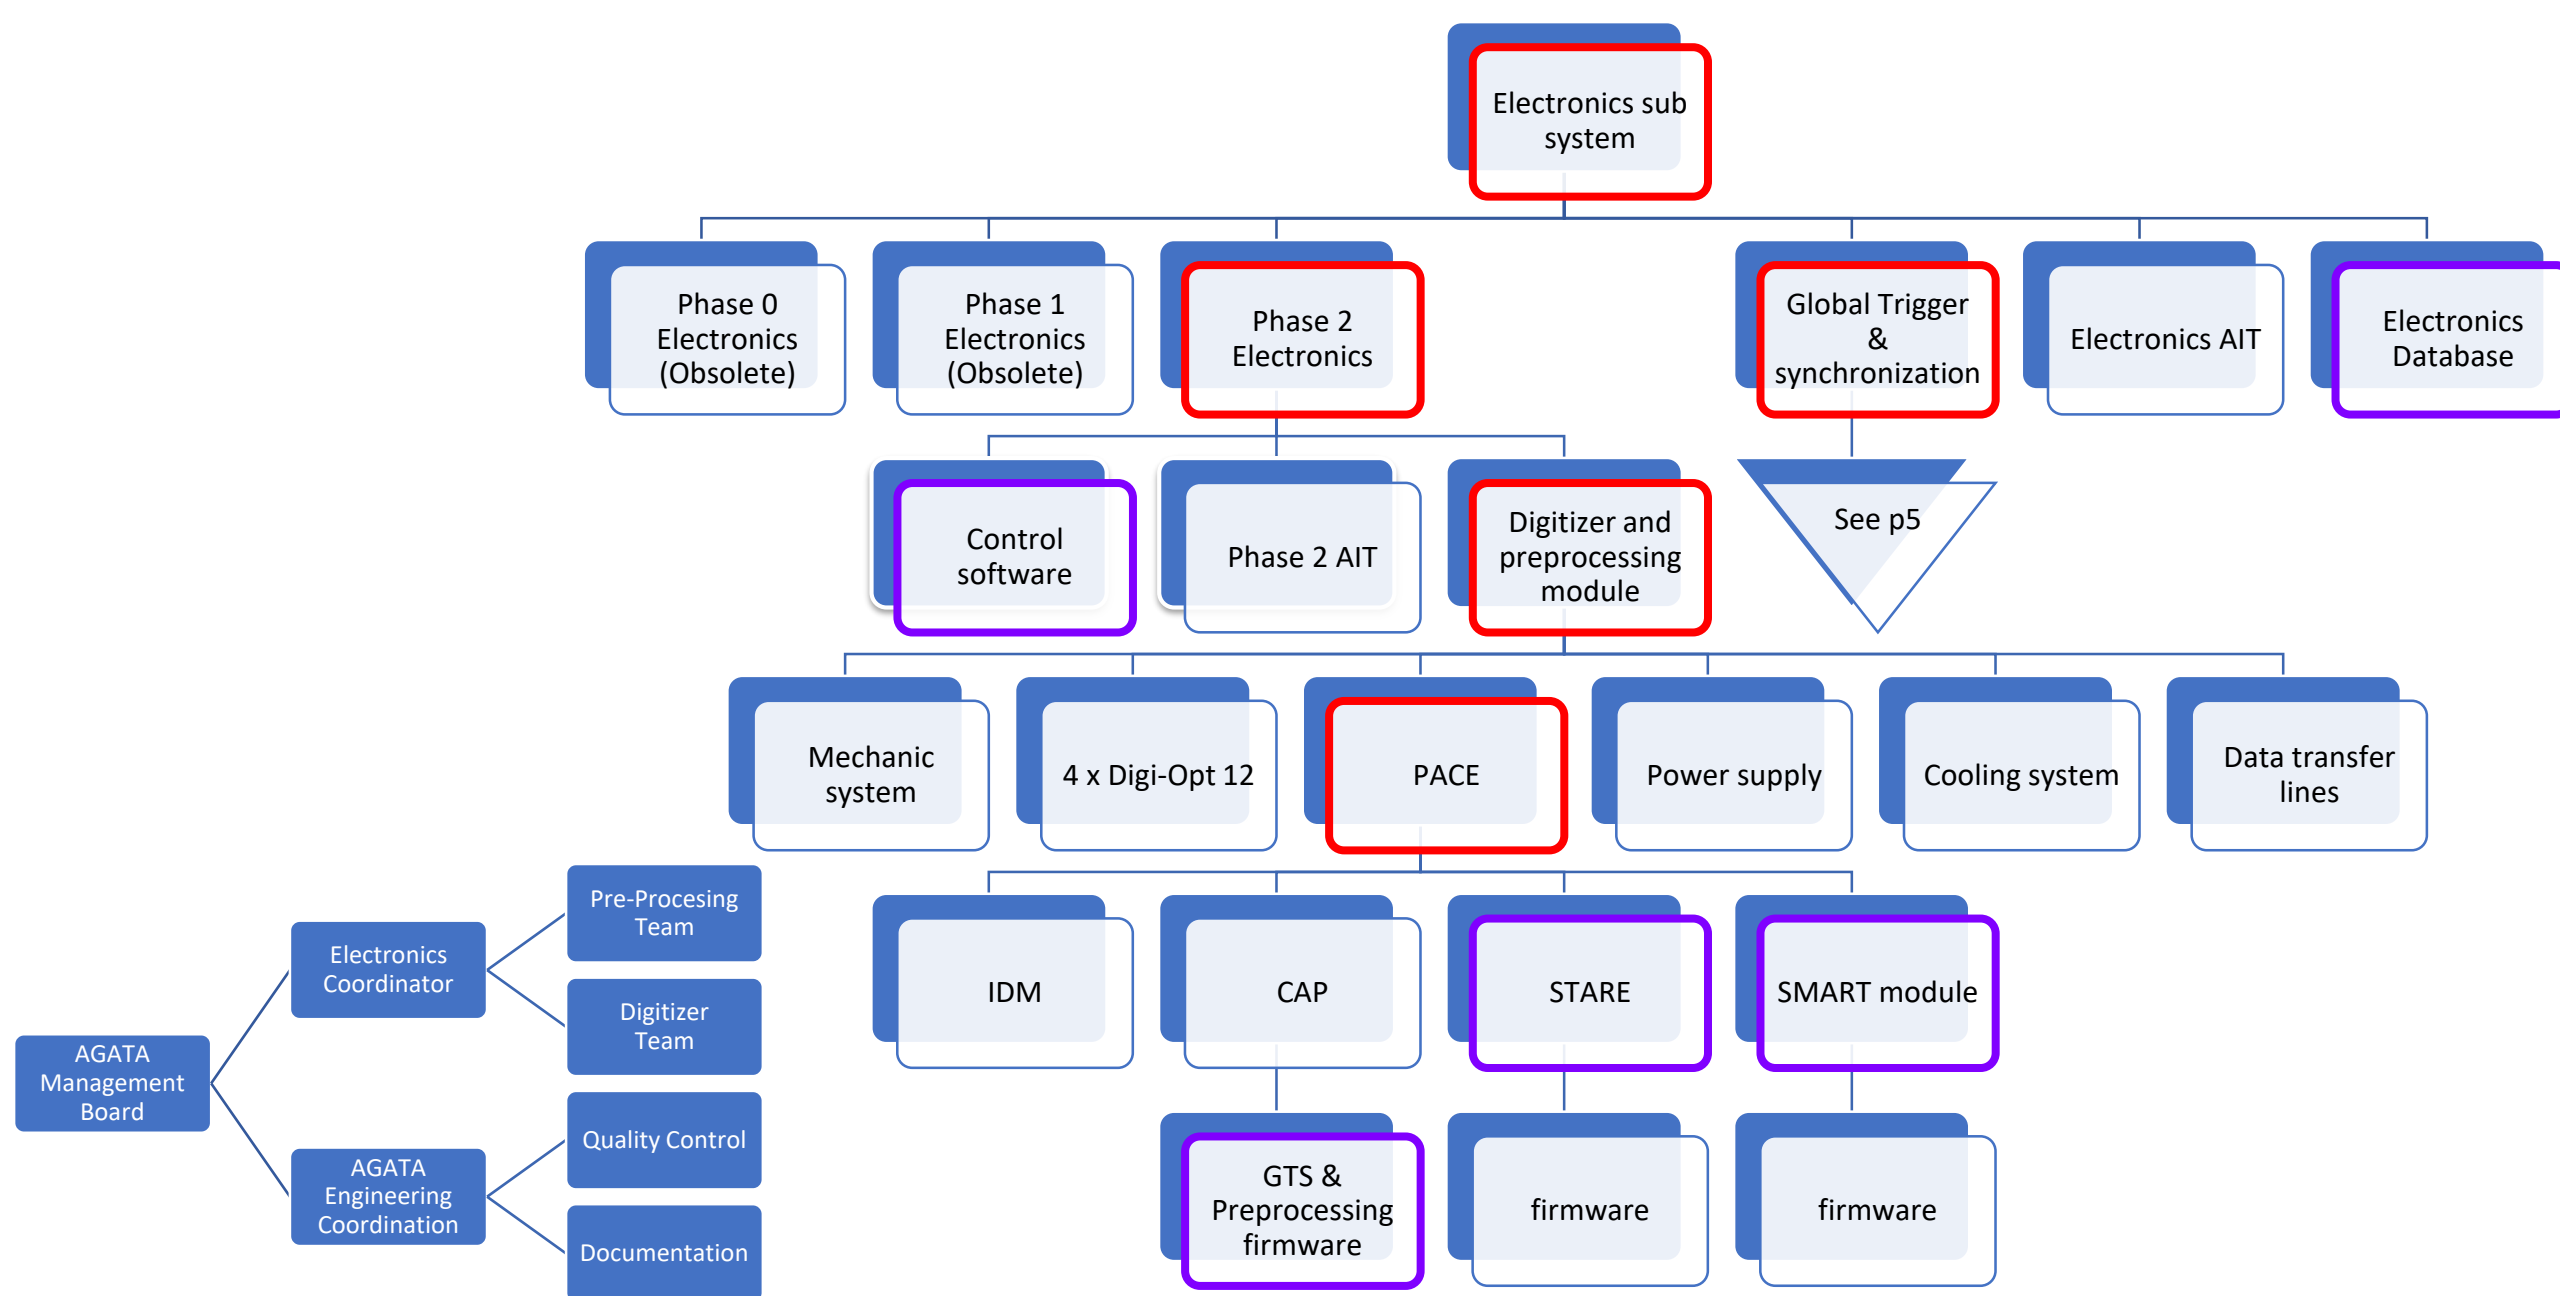 Electronics sub
system
Phase 0
Electronics
(Obsolete)
Phase 1
Electronics
(Obsolete)
Phase 2
Electronics
Global Trigger
&
synchronization
Electronics AIT
Electronics
Database
Control
software
Phase 2 AIT
Digitizer and
preprocessing
module
See p5
Mechanic
system
4 x Digi-Opt 12
PACE
Power supply
Cooling system
Data transfer
lines
IDM
CAP
STARE
SMART module
GTS &
Preprocessing
firmware
firmware
firmware
AGATA
Management
Board
Electronics
Coordinator
Pre-Procesing
Team
Digitizer
Team
AGATA
Engineering
Coordination
Quality Control
Documentation